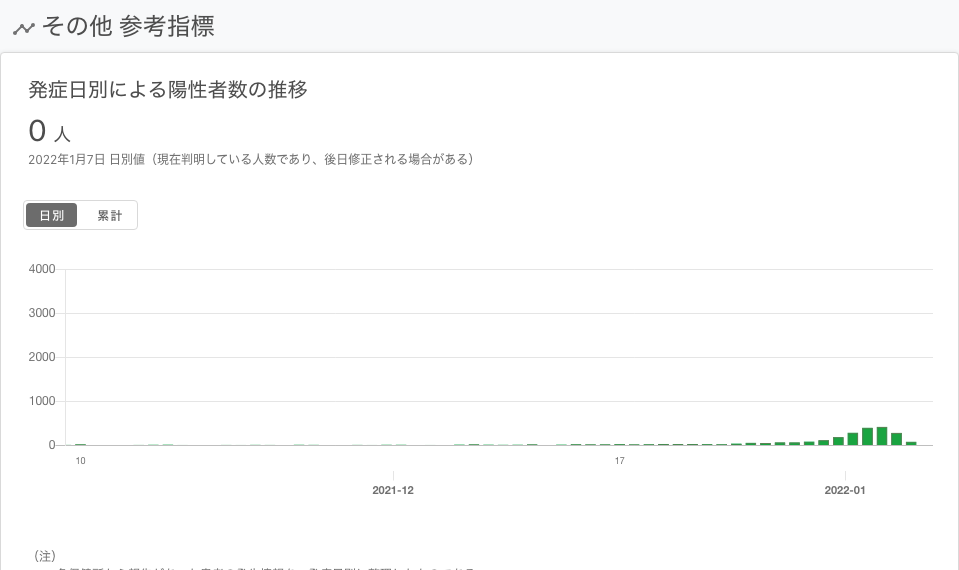 その他 参考指標
発症日別による陽性者数の推移
0 人
2022年1月7日 日別値（現在判明している人数であり、後日修正される場合がある）
日別 累計
4000
3000
2000
1000
0
10 17
2021-12 2022-01
（注）